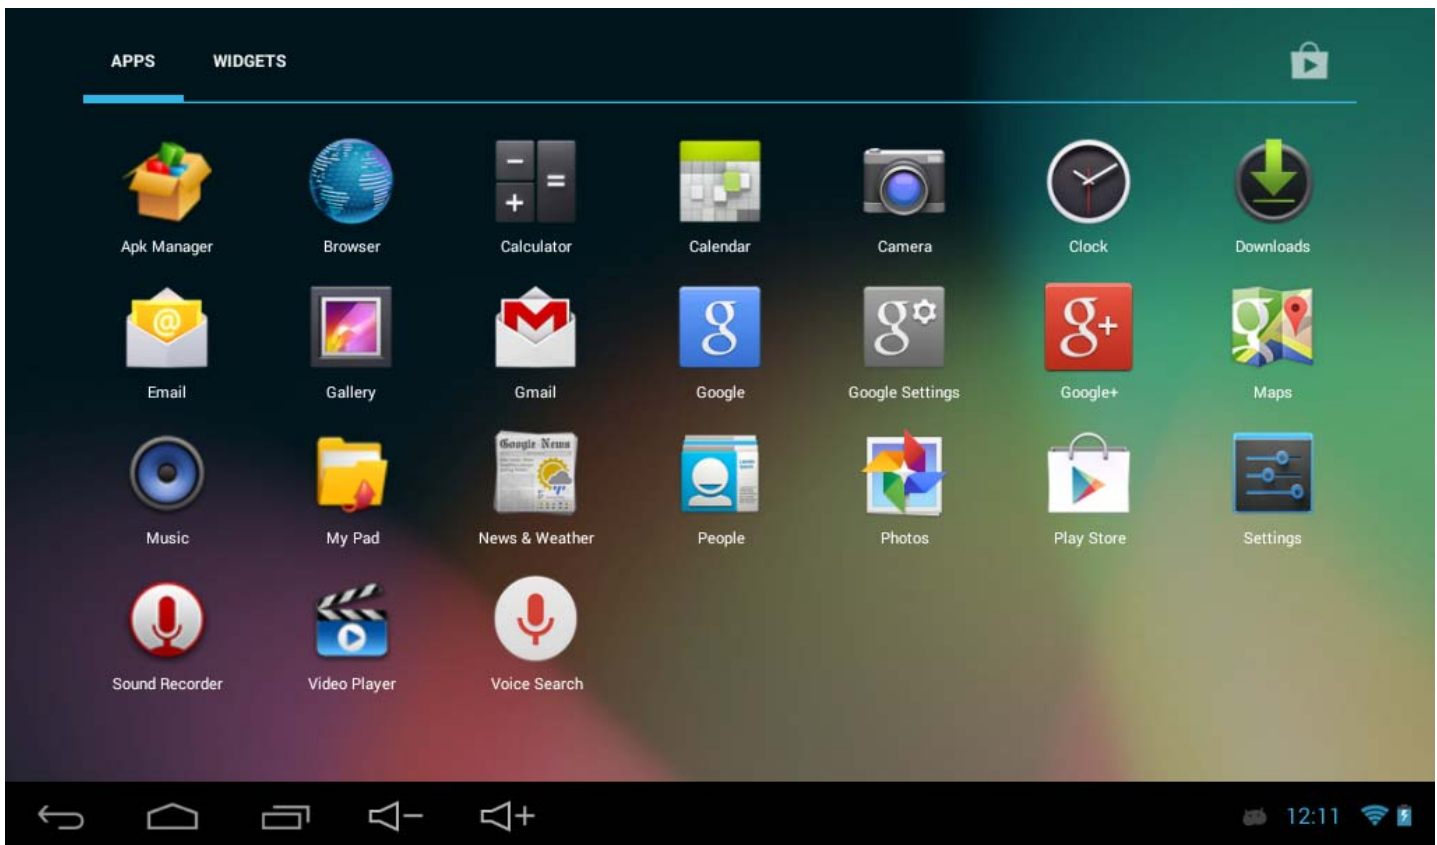 APPS WIDGETS
Apk Manager Browser Calculator Calendar Camera Clock Downloads
Email Gallery Gmail Google Google Settings Google+ Maps
Google News
Music My Pad News & Weather People Photos Play Store Settings
Sound Recorder Video Player Voice Search
12:11